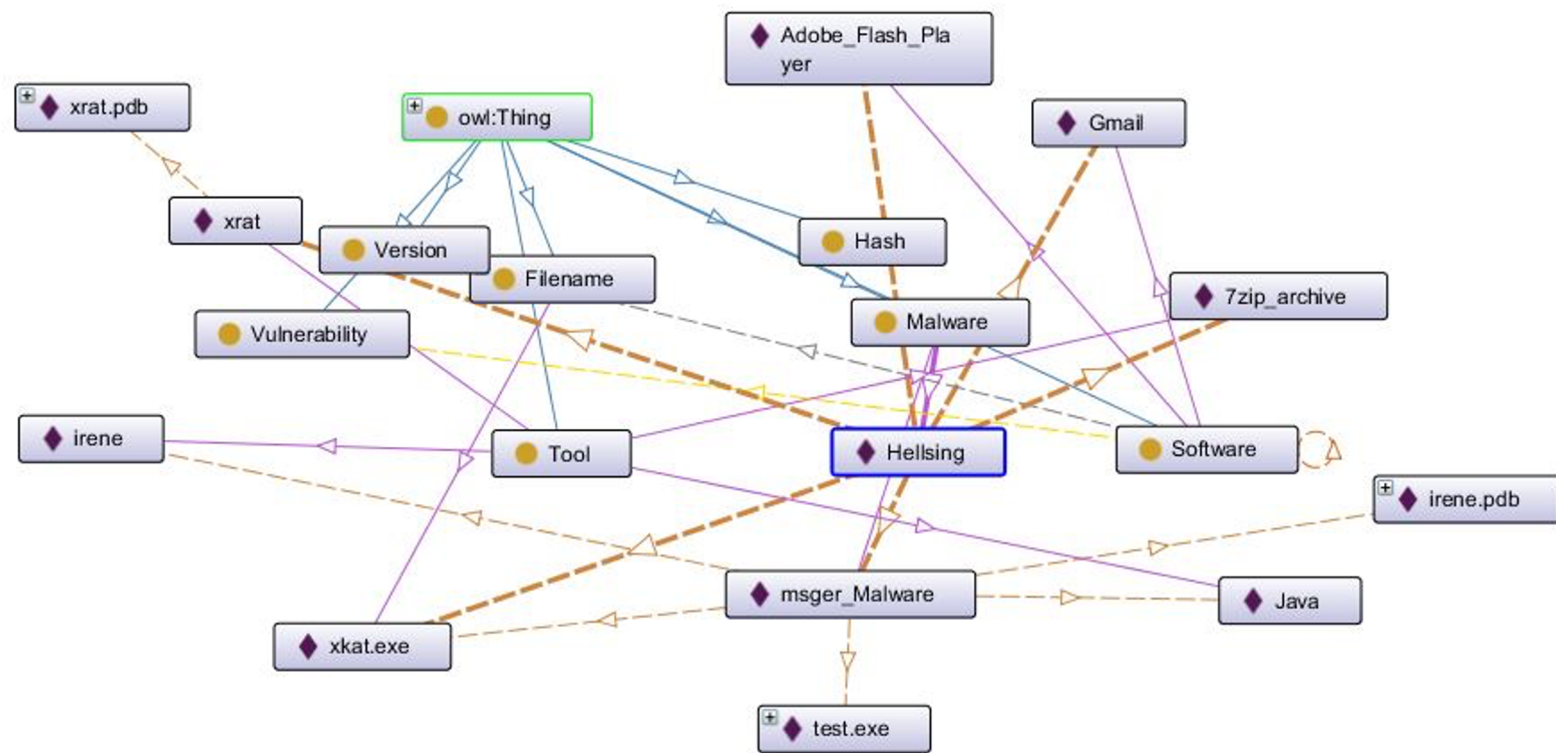 Adobe_Flash_Pla
yer
xrat.pdb
owl:Thing
Gmail
xrat
Version
Hash
Filename
7zip_archive
Vulnerability
Malware
irene
Tool
Hellsing
Software
irene.pdb
msger_Malware
Java
xkat.exe
test.exe